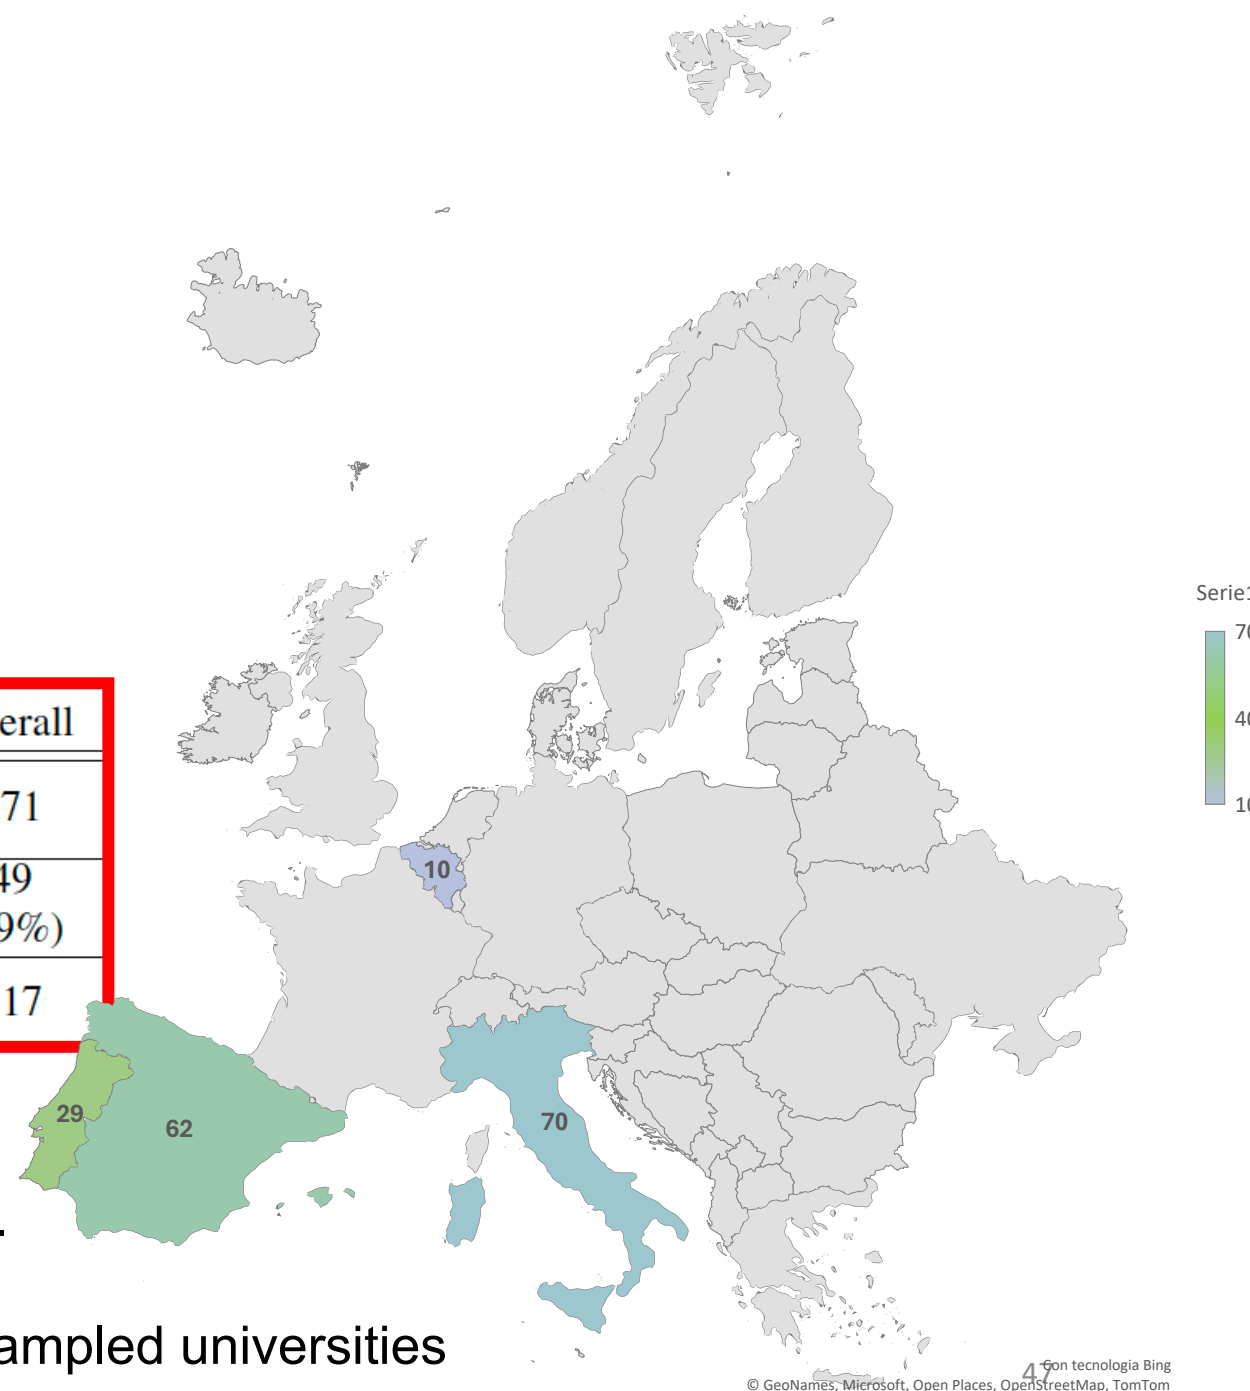 erall
71
49
9%)
17
Serie1
70
40
10
10
29
62
70
.
ampled universities
47
Con tecnologia Bing
© GeoNames, Microsoft, Open Places, OpenStreetMap, TomTom